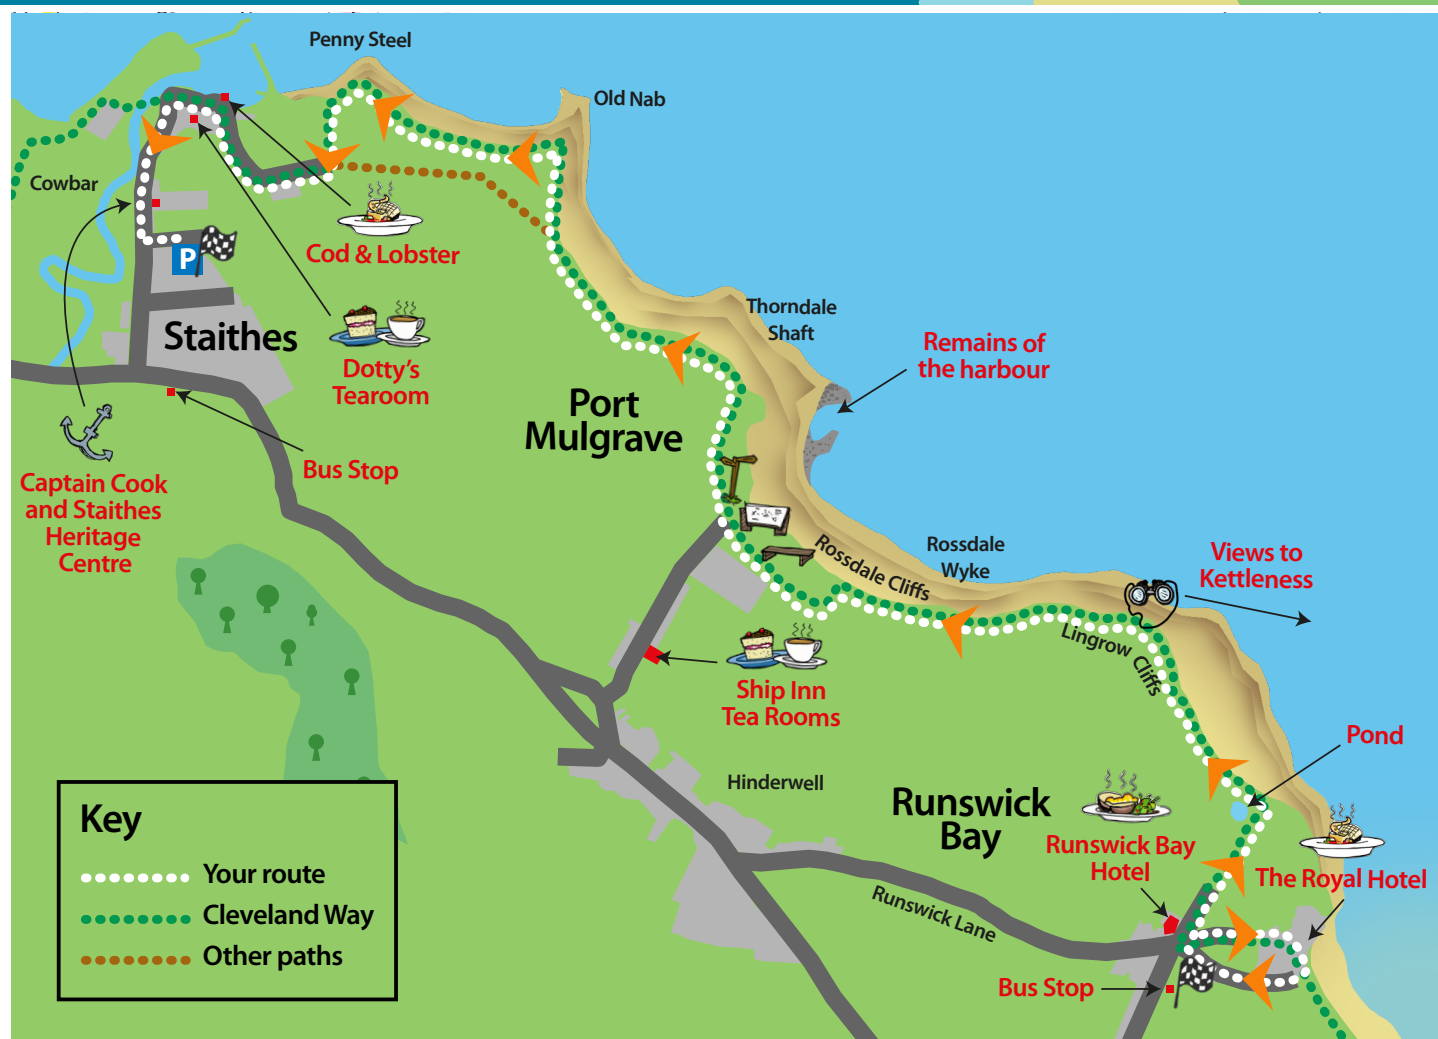 Penny Steel
Old Nab
Cowbar
Cod & Lobster
P
Thorndale
Shaft
Staithes
Remains of
the harbour
Dotty's
Tearoom
Port
Mulgrave
Bus Stop
Captain Cook
and Staithes
Heritage
Centre
Rossdale Cliffs
Rossdale
Wyke
Views to
Kettleness
Lingrow Cliffs
Ship Inn
Tea Rooms
Pond
Hinderwell
Runswick
Bay
Runswick Bay
Hotel
The Royal Hotel
Runswick Lane
Bus Stop
Key
Your route
Cleveland Way
Other paths